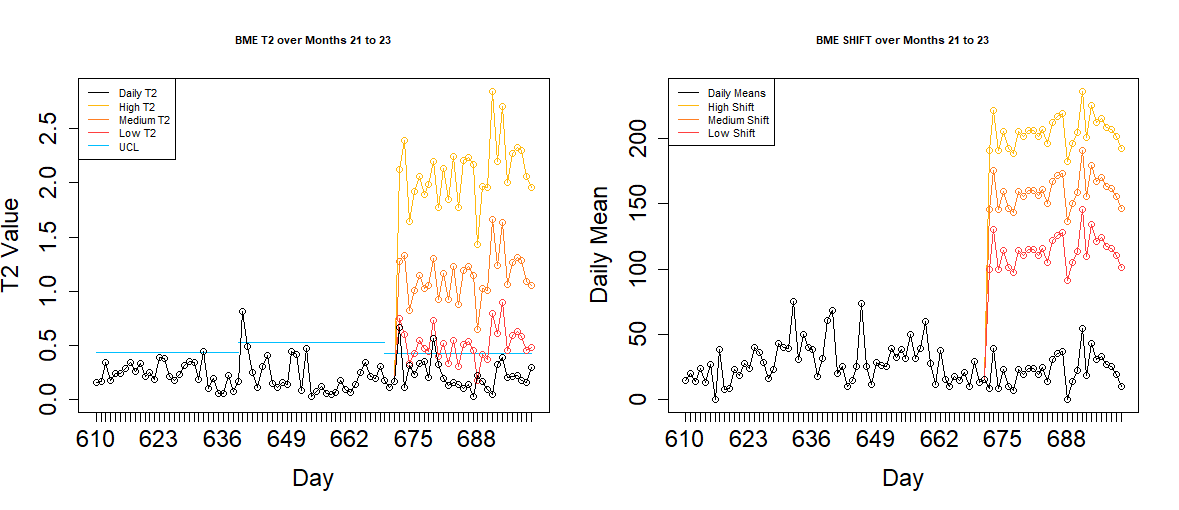 BME T2 over Months 21 to 23
Daily T2
High T2
Medium T2
Low T2
UCL
T2 Value
0.0 0.5 1.0 1.5 2.0 2.5
610 623 636 649 662 675 688
Day
BME SHIFT over Months 21 to 23
Daily Means
High Shift
Medium Shift
Low Shift
Daily Mean
0 50 100 150 200
610 623 636 649 662 675 688
Day